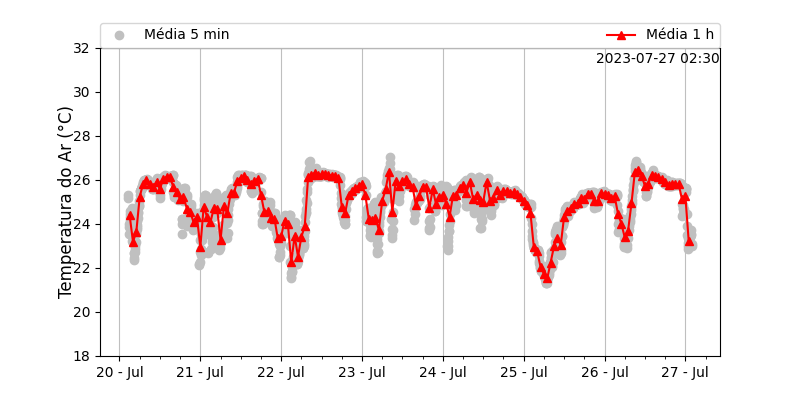 Média 5 min
Média 1 h
2023-07-27 02:30
Temperatura do Ar (°C)
32
30
28
26
24
22
20
18
20 - Jul
21 - Jul
22 - Jul
23 - Jul
24 - Jul
25 - Jul
26 - Jul
27 - Jul